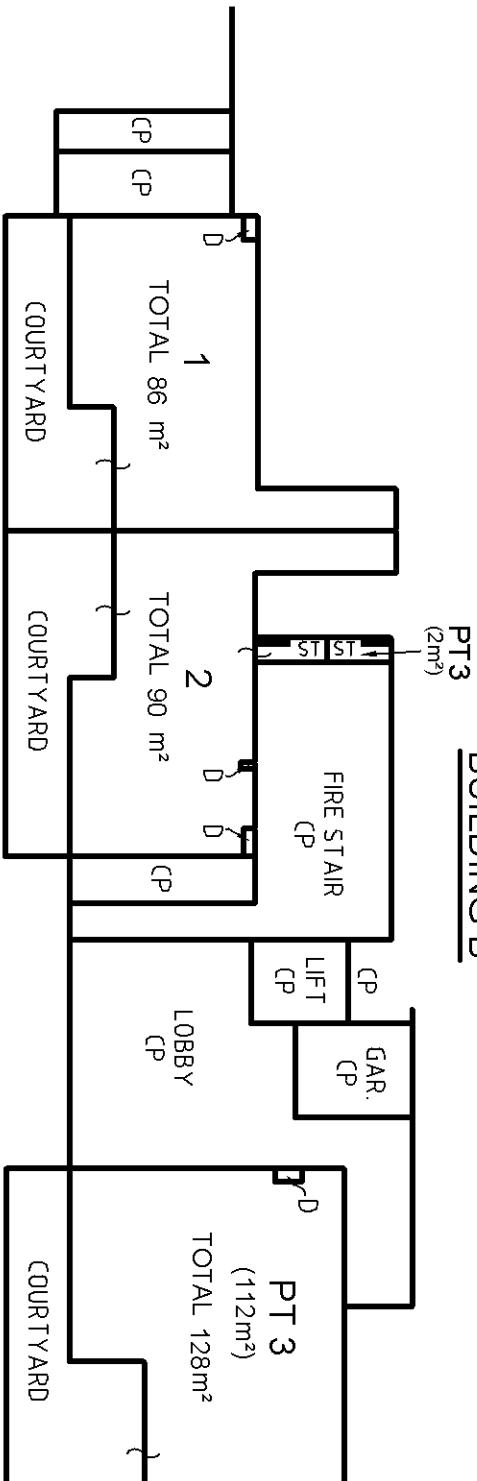 BUILDING B
PT3
(2m²)
CP
CP
D
1
TOTAL 86 m²
COURTYARD
ST
ST
2
TOTAL 90 m²
D
D
COURTYARD
CP
FIRE STAIR
CP
LIFT
CP
CP
GAR.
CP
LOBBY
CP
D
PT 3
(112m²)
TOTAL 128m²
COURTYARD